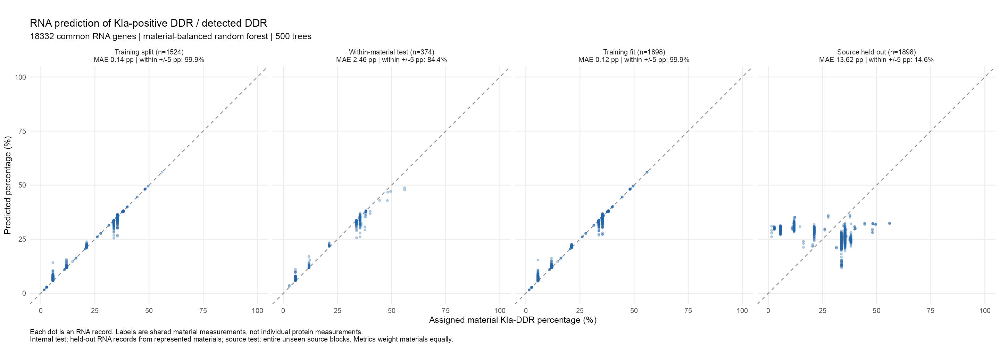 RNA prediction of Kla-positive DDR / detected DDR
18332 common RNA genes | material-balanced random forest | 500 trees
Training split (n=1524)
MAE 0.14 pp | within +/-5 pp: 99.9%
Within-material test (n=374)
MAE 2.46 pp | within +/-5 pp: 84.4%
Training fit (n=1898)
MAE 0.12 pp | within +/-5 pp: 99.9%
Source held out (n=1898)
MAE 13.62 pp | within +/-5 pp: 14.6%
Predicted percentage (%)
100
75
50
25
0
0 25 50 75 100
0 25 50 75 100
0 25 50 75 100
0 25 50 75 100
Assigned material Kla-DDR percentage (%)
Each dot is an RNA record. Labels are shared material measurements, not individual protein measurements.
Internal test: held-out RNA records from represented materials; source test: entire unseen source blocks. Metrics weight materials equally.